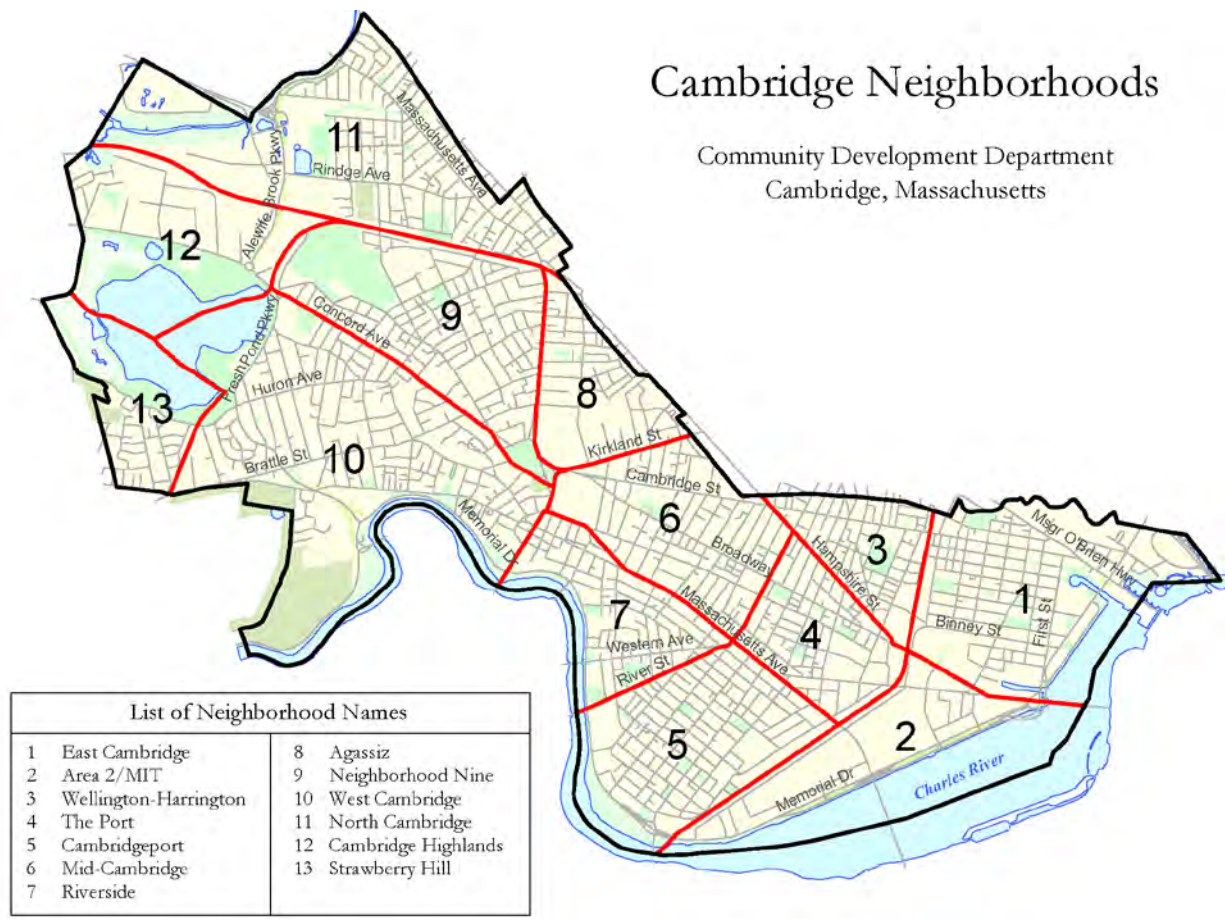 Cambridge Neighborhoods
Community Development Department
Cambridge, Massachusetts
11
Massachusetts Ave
Rindge Ave
Alewife Brook Pkwy
12
9
Concord Ave
Fresh Pond Pkwy
8
Huron Ave
13
Kirkland St
10
Brattle St
Cambridge St
Memorial Dr
6
Broadway
Hampshire St
3
Msgr O'Brien Hwy
1
First St
Binney St
7
Massachusetts Ave
4
Western Ave
River St
5
2
Memorial Dr
Charles River
List of Neighborhood Names
1 East Cambridge
2 Area 2/MIT
3 Wellington-Harrington
4 The Port
5 Cambridgeport
6 Mid-Cambridge
7 Riverside
8 Agassiz
9 Neighborhood Nine
10 West Cambridge
11 North Cambridge
12 Cambridge Highlands
13 Strawberry Hill